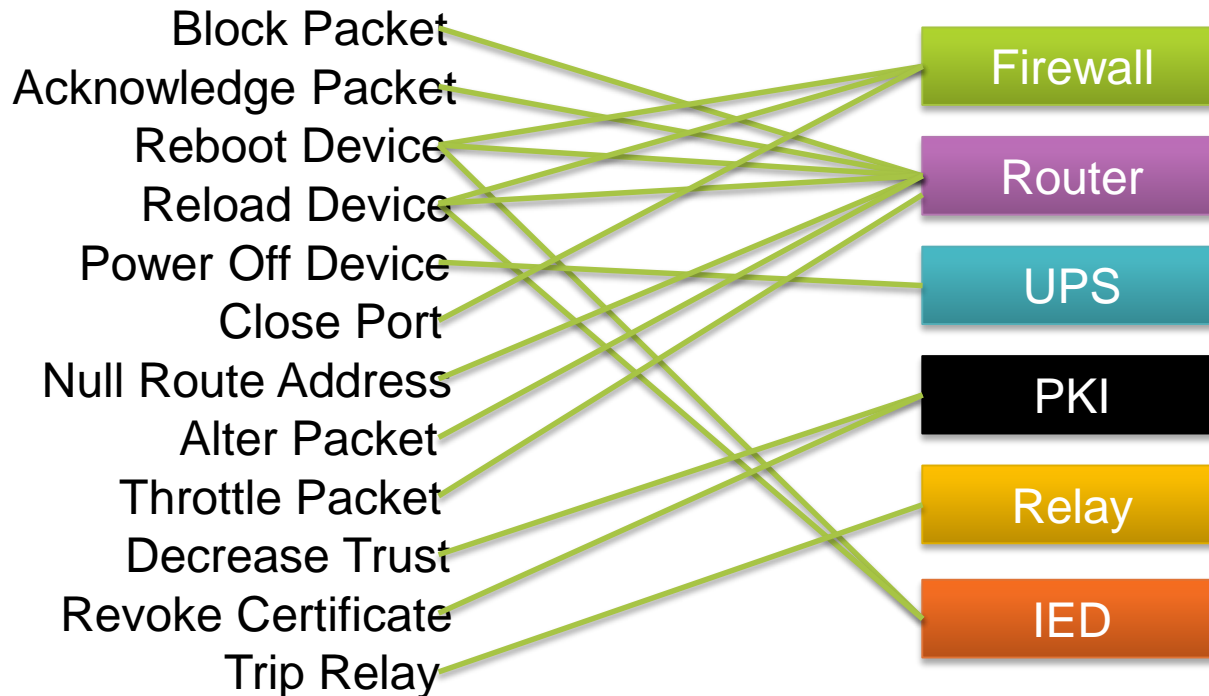 Block Packet
Acknowledge Packet
Reboot Device
Reload Device
Power Off Device
Close Port
Null Route Address
Alter Packet
Throttle Packet
Decrease Trust
Revoke Certificate
Trip Relay
Firewall
Router
UPS
PKI
Relay
IED